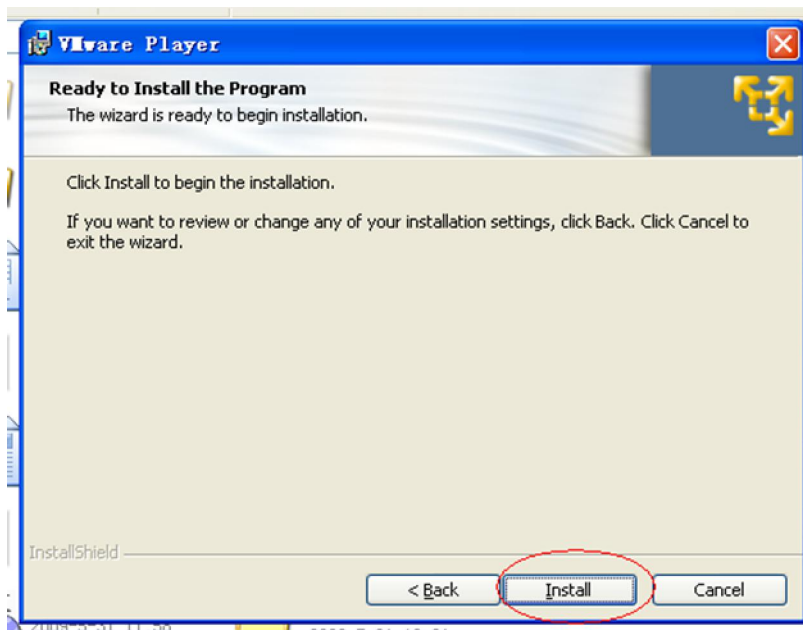 VMware Player
Ready to Install the Program
The wizard is ready to begin installation.
Click Install to begin the installation.
If you want to review or change any of your installation settings, click Back. Click Cancel to
exit the wizard.
InstallShield
< Back
Install
Cancel